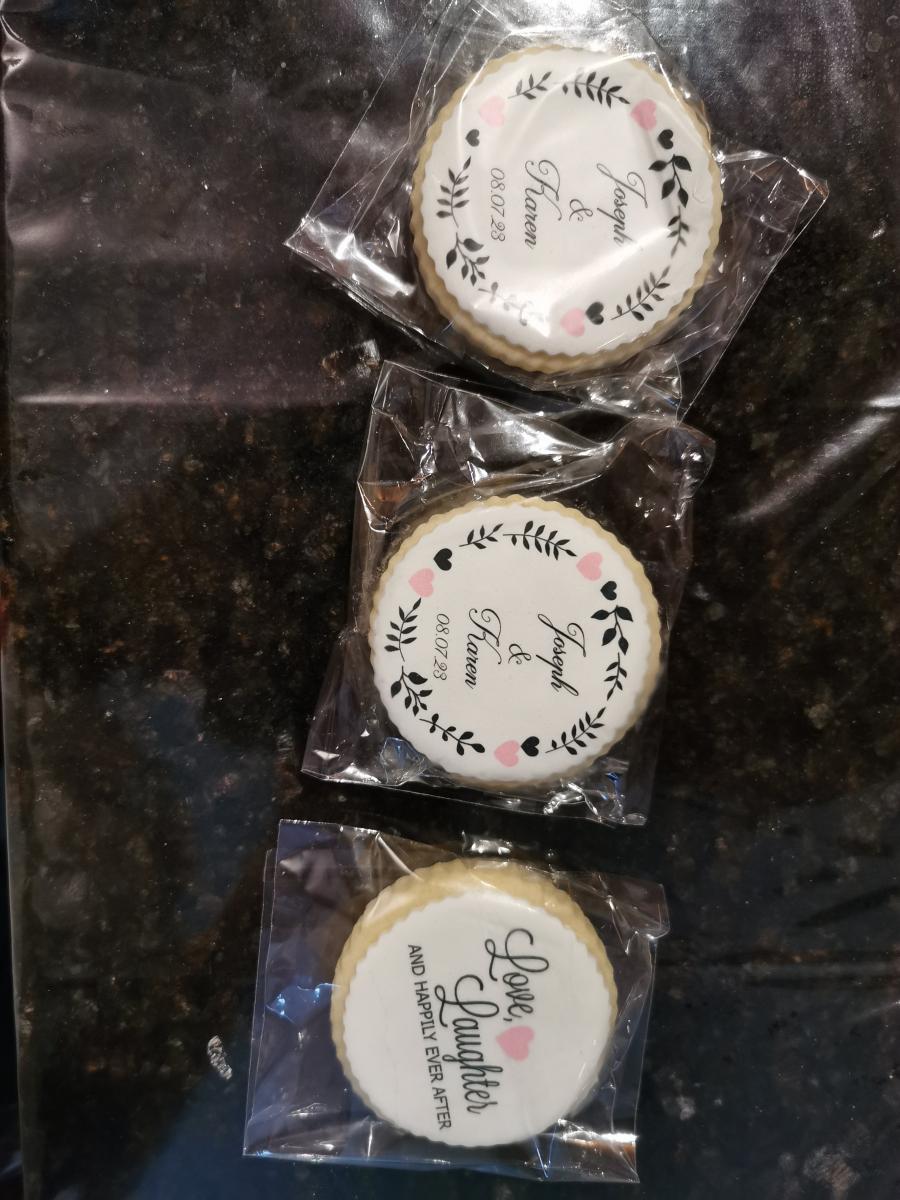 Joseph
&
Karen
08.07.23
Joseph
&
Karen
08.07.23
Love,
Laughter
AND HAPPILY EVER AFTER